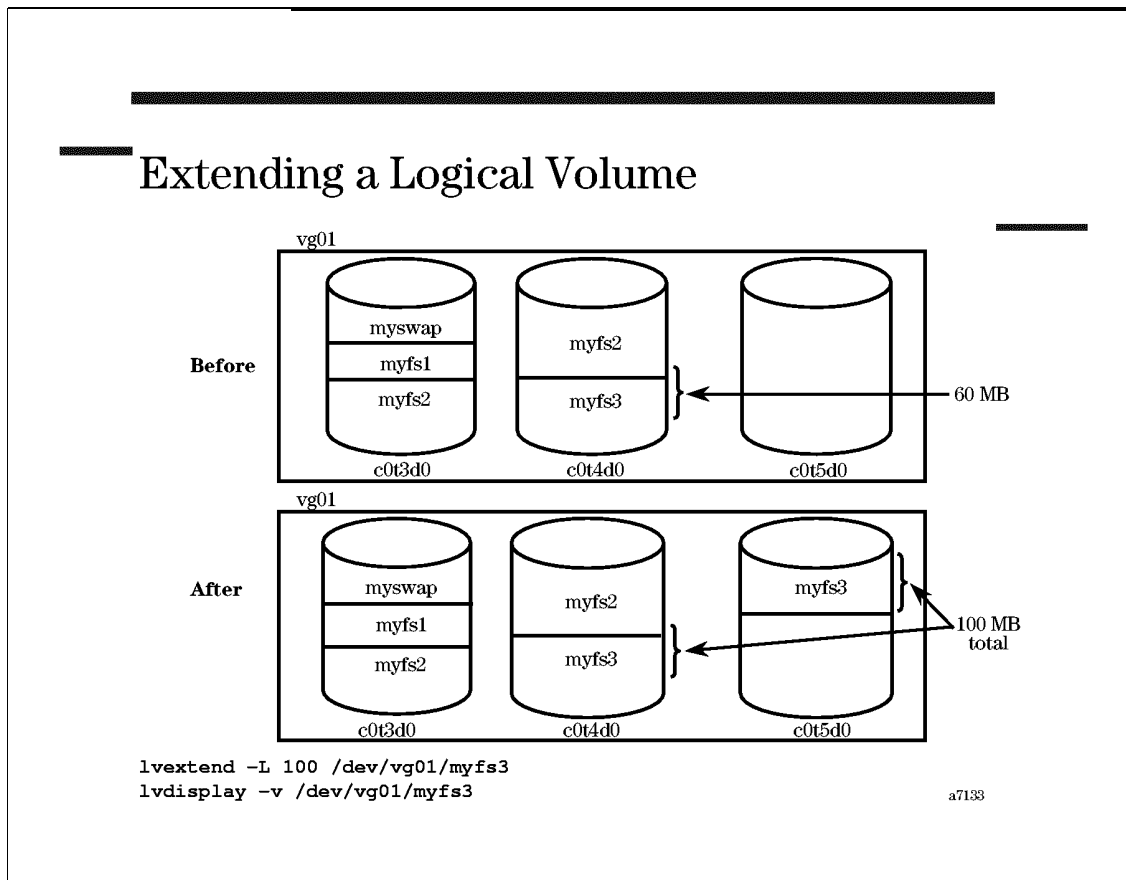 Extending a Logical Volume
vg01
Before
myswap
myfs1
myfs2
c0t3d0
myfs2
myfs3
c0t4d0
c0t5d0
60 MB
vg01
After
myswap
myfs1
myfs2
c0t3d0
myfs2
myfs3
c0t4d0
myfs3
c0t5d0
100 MB
total
lvextend –L 100 /dev/vg01/myfs3
lvdisplay –v /dev/vg01/myfs3
a7133